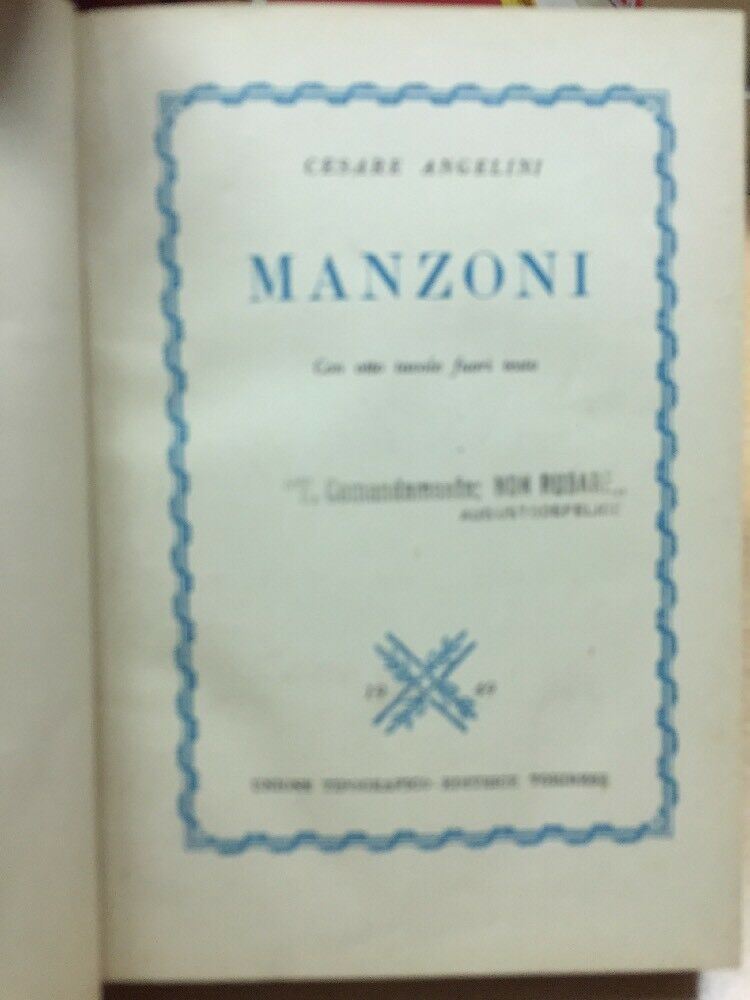 CESARE ANGELINI
MANZONI
Con otto tavole fuori testo
Comandamento; NON RUBARE„
19
UNIONE TIPOGRAFICO-EDITRICE TORINESE